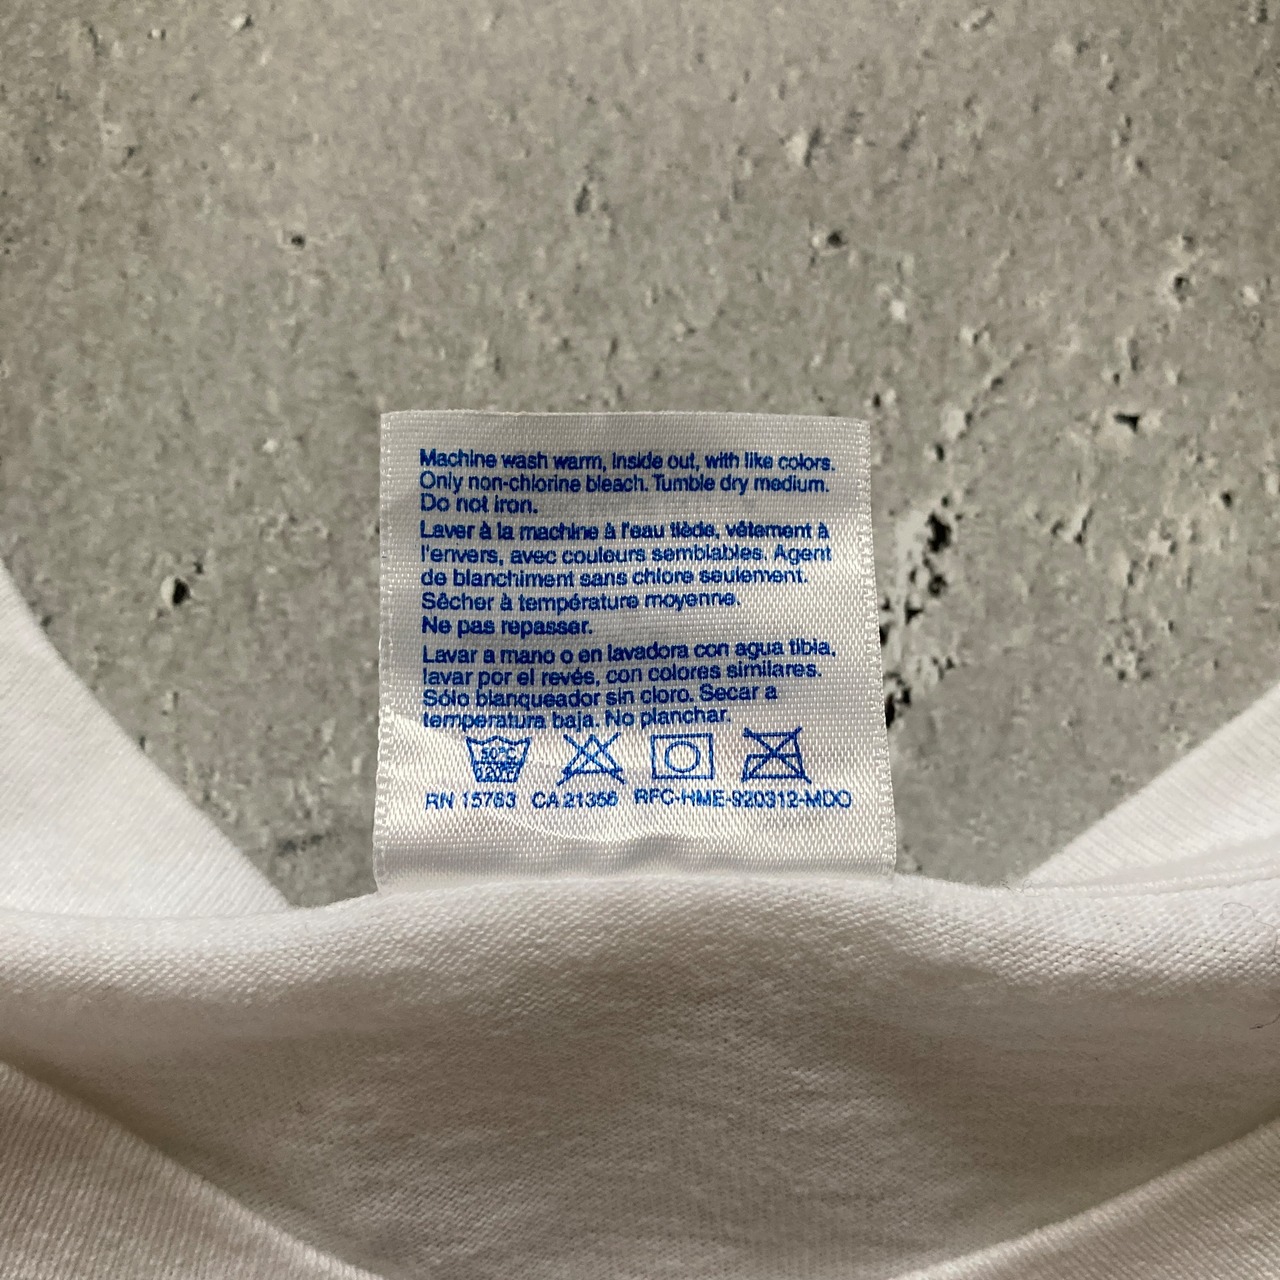 Machine wash warm, inside out, with like colors.
Only non-chlorine bleach. Tumble dry medium.
Do not iron.
Laver à la machine à l'eau tiède, vêtement à
l'envers, avec couleurs semblables. Agent
de blanchiment sans chlore seulement.
Sécher à température moyenne.
Ne pas repasser.
Lavar a mano o en lavadora con agua tibia,
lavar por el revés, con colores similares.
Sólo blanqueador sin cloro. Secar a
temperatura baja. No planchar.
50°C
120°F
RN 15763 CA 21356 RFC-HME-920312-MDO